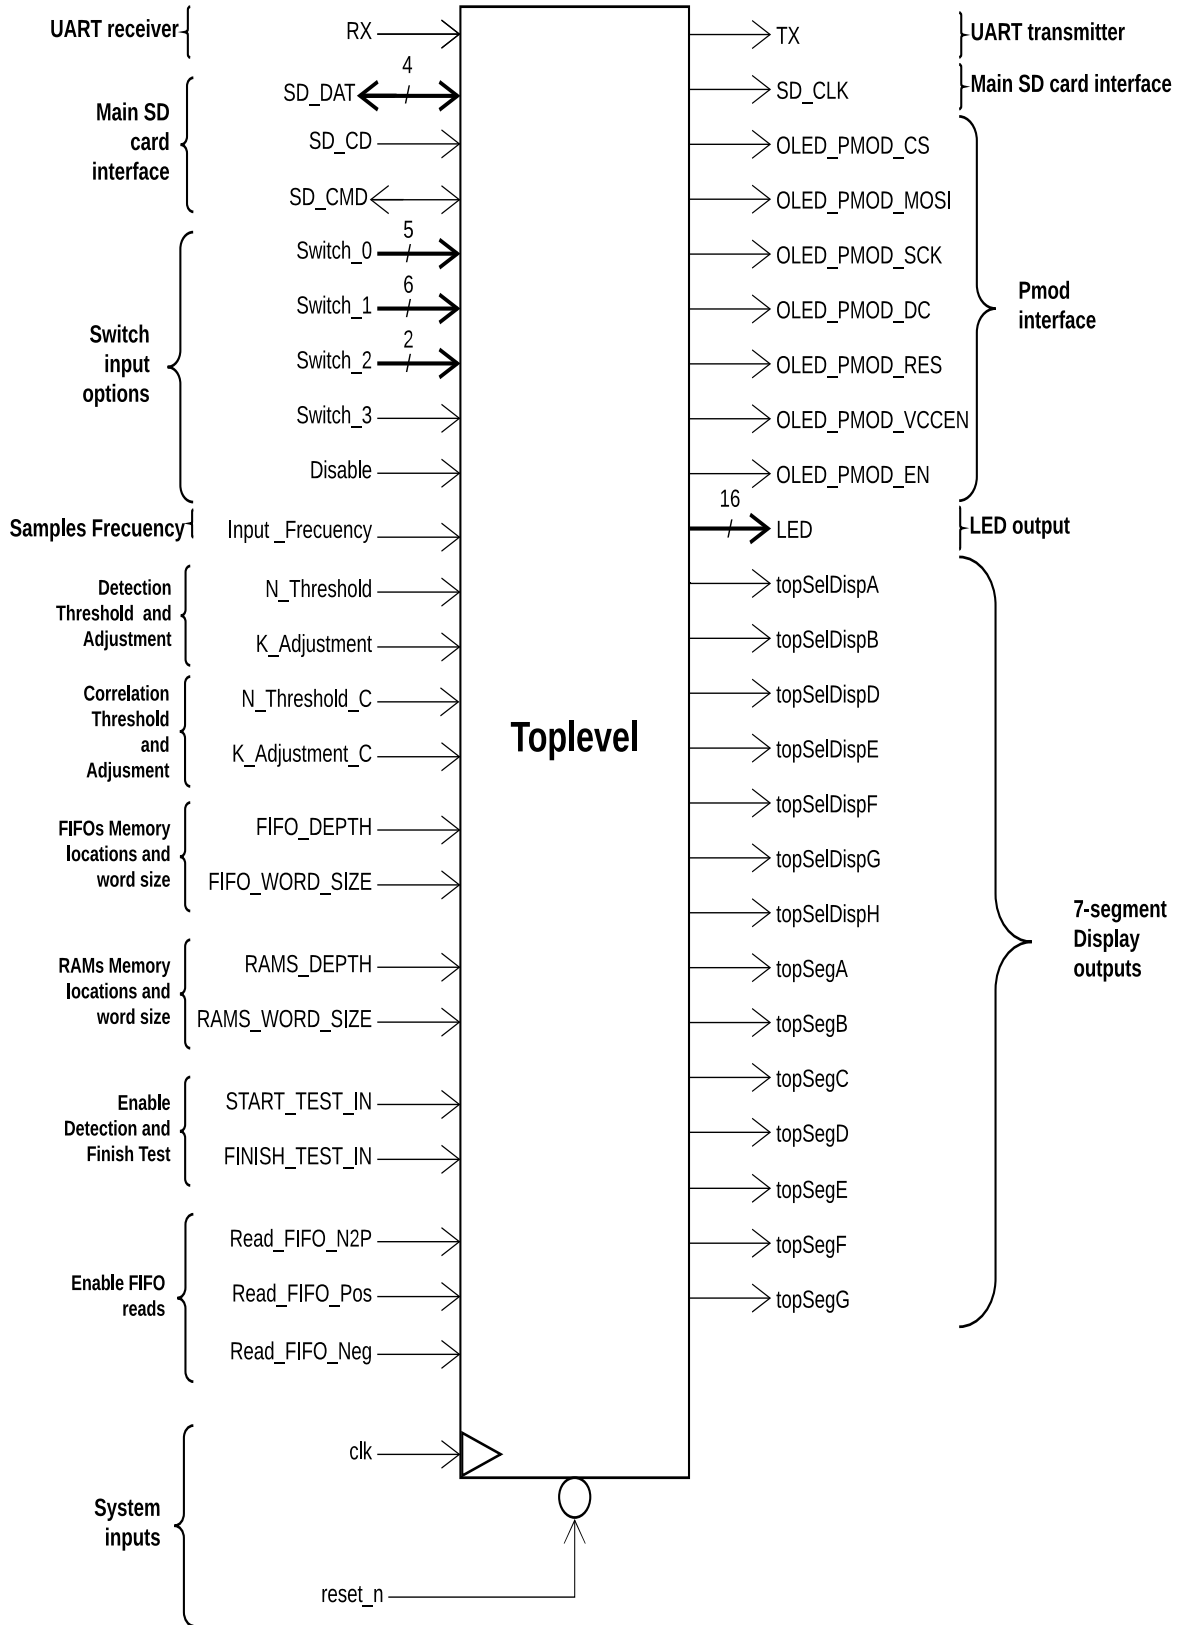 UART receiver
RX
TX
UART transmitter
4
SD_DAT
SD_CLK
Main SD card interface
Main SD
card
interface
SD_CD
OLED_PMOD_CS
SD_CMD
OLED_PMOD_MOSI
5
Switch_0
OLED_PMOD_SCK
6
Switch_1
OLED_PMOD_DC
Pmod
interface
2
Switch_2
OLED_PMOD_RES
Switch
input
options
Switch_3
OLED_PMOD_VCCEN
Disable
OLED_PMOD_EN
16
Samples Frecuency
Input _Frecuency
LED
LED output
Detection
Threshold and
Adjustment
N_Threshold
topSelDispA
K_Adjustment
topSelDispB
Correlation
Threshold
and
Adjusment
N_Threshold_C
topSelDispD
K_Adjustment_C
topSelDispE
Toplevel
FIFOs Memory
locations and
word size
FIFO_DEPTH
topSelDispF
FIFO_WORD_SIZE
topSelDispG
topSelDispH
7-segment
Display
outputs
RAMs Memory
locations and
word size
RAMS_DEPTH
topSegA
RAMS_WORD_SIZE
topSegB
topSegC
Enable
Detection and
Finish Test
START_TEST_IN
topSegD
FINISH_TEST_IN
topSegE
Enable FIFO
reads
Read_FIFO_N2P
topSegF
Read_FIFO_Pos
topSegG
Read_FIFO_Neg
System
inputs
clk
reset_n